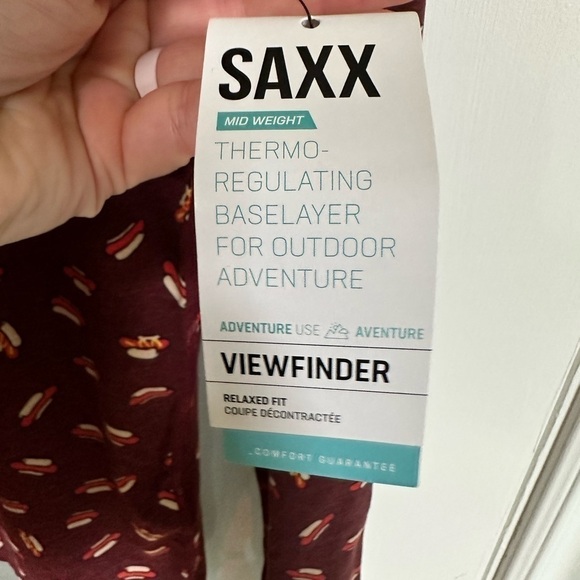 SAXX
MID WEIGHT
THERMO-
REGULATING
BASELAYER
FOR OUTDOOR
ADVENTURE
ADVENTURE USE AVENTURE
VIEWFINDER
RELAXED FIT
COUPE DÉCONTRACTÉE
COMFORT GUARANTEE